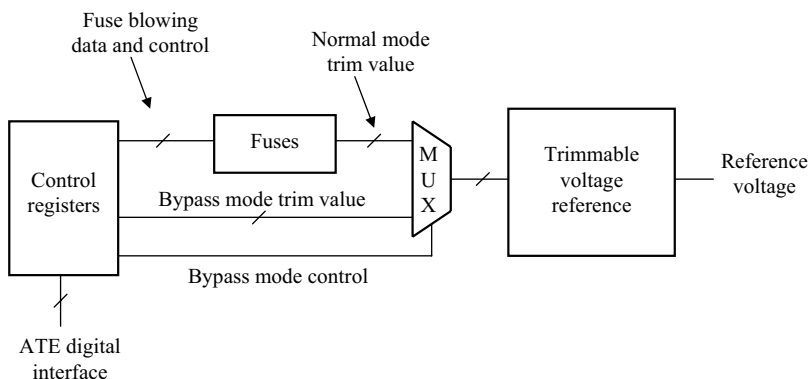 Fuse blowing
data and control
Normal mode
trim value
Control
registers
Fuses
M
U
X
Trimmable
voltage
reference
Reference
voltage
Bypass mode trim value
Bypass mode control
ATE digital
interface